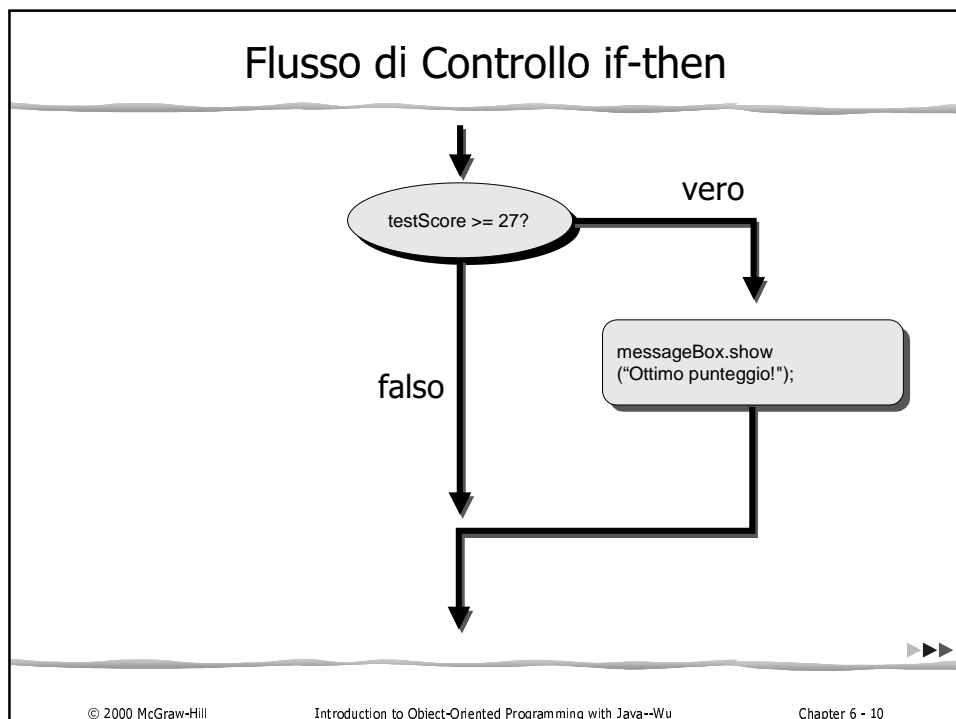 Flusso di Controllo if-then
testScore >= 27?
vero
messageBox.show
(“Ottimo punteggio!");
falso
© 2000 McGraw-Hill
Introduction to Object-Oriented Programming with Java--Wu
Chapter 6 - 10